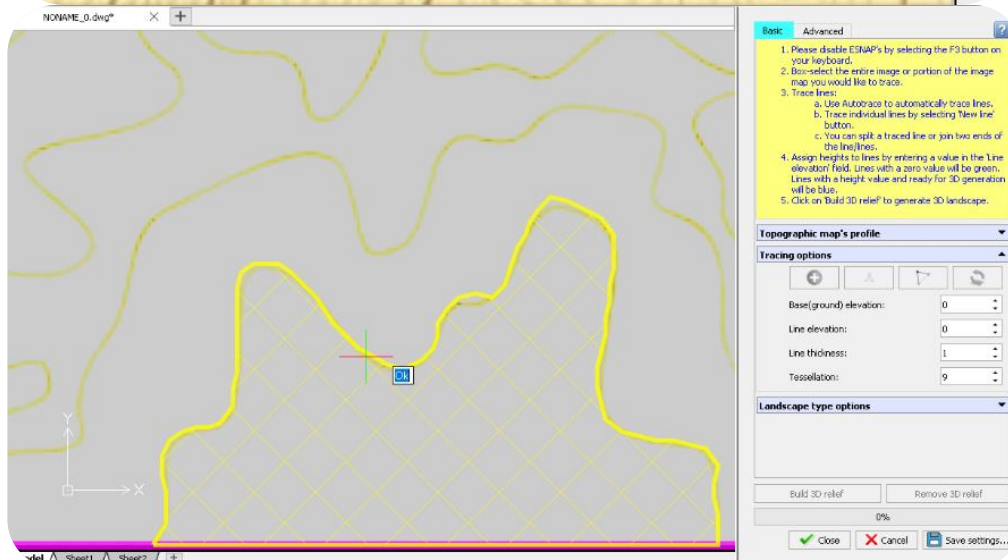 NONAME_0.dwg*
Basic Advanced ?
1. Please disable ESNAP's by selecting the F3 button on
your keyboard.
2. Box-select the entire image or portion of the image
map you would like to trace.
3. Trace lines:
a. Use Autotrace to automatically trace lines.
b. Trace individual lines by selecting 'New line'
button.
c. You can split a traced line or join two ends of
the line/lines.
4. Assign heights to lines by entering a value in the 'Line
elevation' field. Lines with a zero value will be green.
Lines with a height value and ready for 3D generation
will be blue.
5. Click on 'Build 3D relief' to generate 3D landscape.
Topographic map's profile
Tracing options
Base(ground) elevation: 0
Line elevation: 0
Line thickness: 1
Tessellation: 9
Landscape type options
Ok
Y
X
Build 3D relief Remove 3D relief
0%
Close Cancel Save settings...
del Sheet1 Sheet2